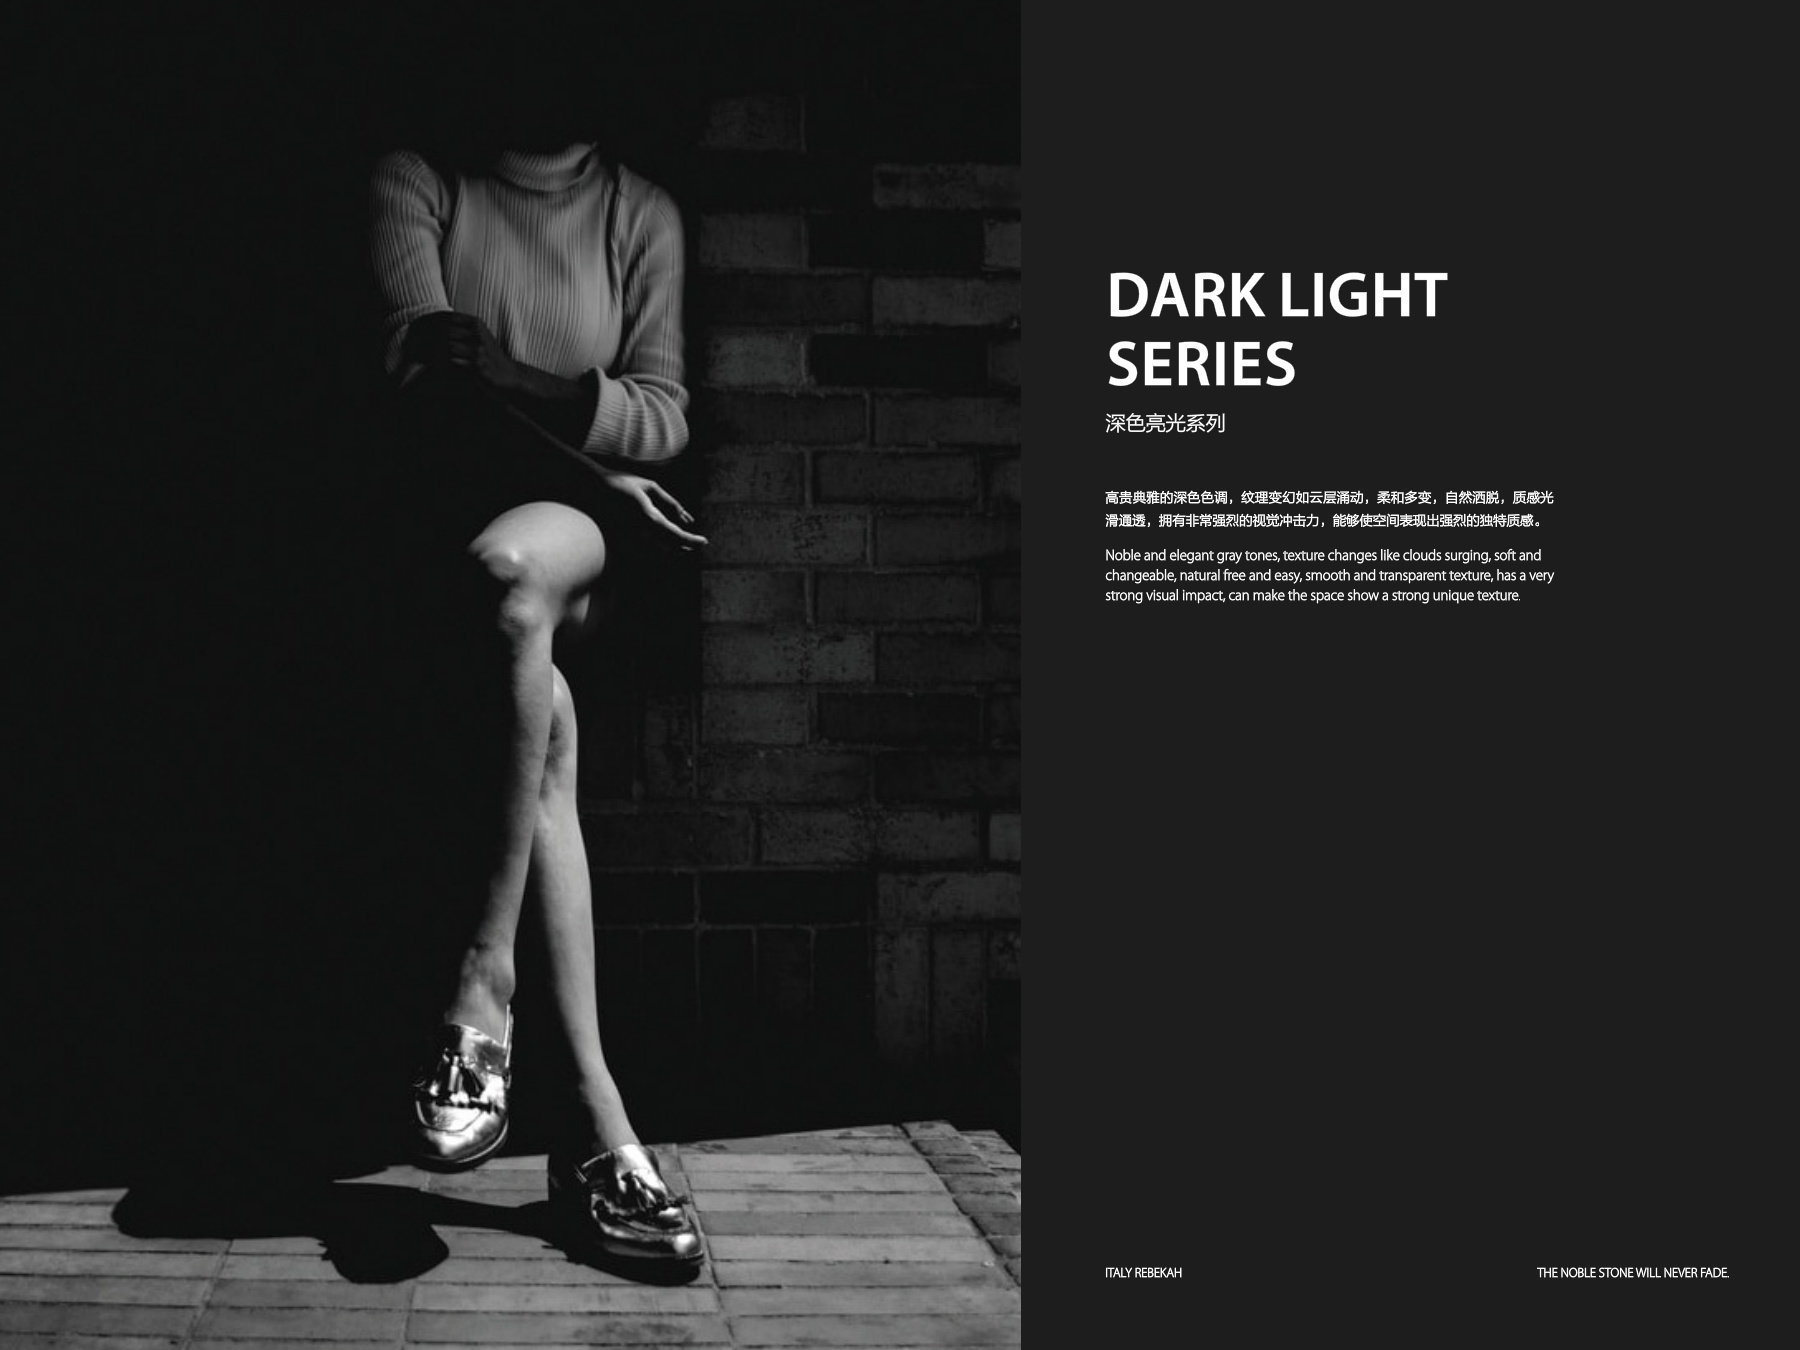 DARK LIGHT
SERIES
深色亮光系列
高贵典雅的深色色调，纹理变幻如云层涌动，柔和多变，自然洒脱，质感光
滑通透，拥有非常强烈的视觉冲击力，能够使空间表现出强烈的独特质感。
Noble and elegant gray tones, texture changes like clouds surging, soft and
changeable, natural free and easy, smooth and transparent texture, has a very
strong visual impact, can make the space show a strong unique texture.
ITALY REBEKAH
THE NOBLE STONE WILL NEVER FADE.